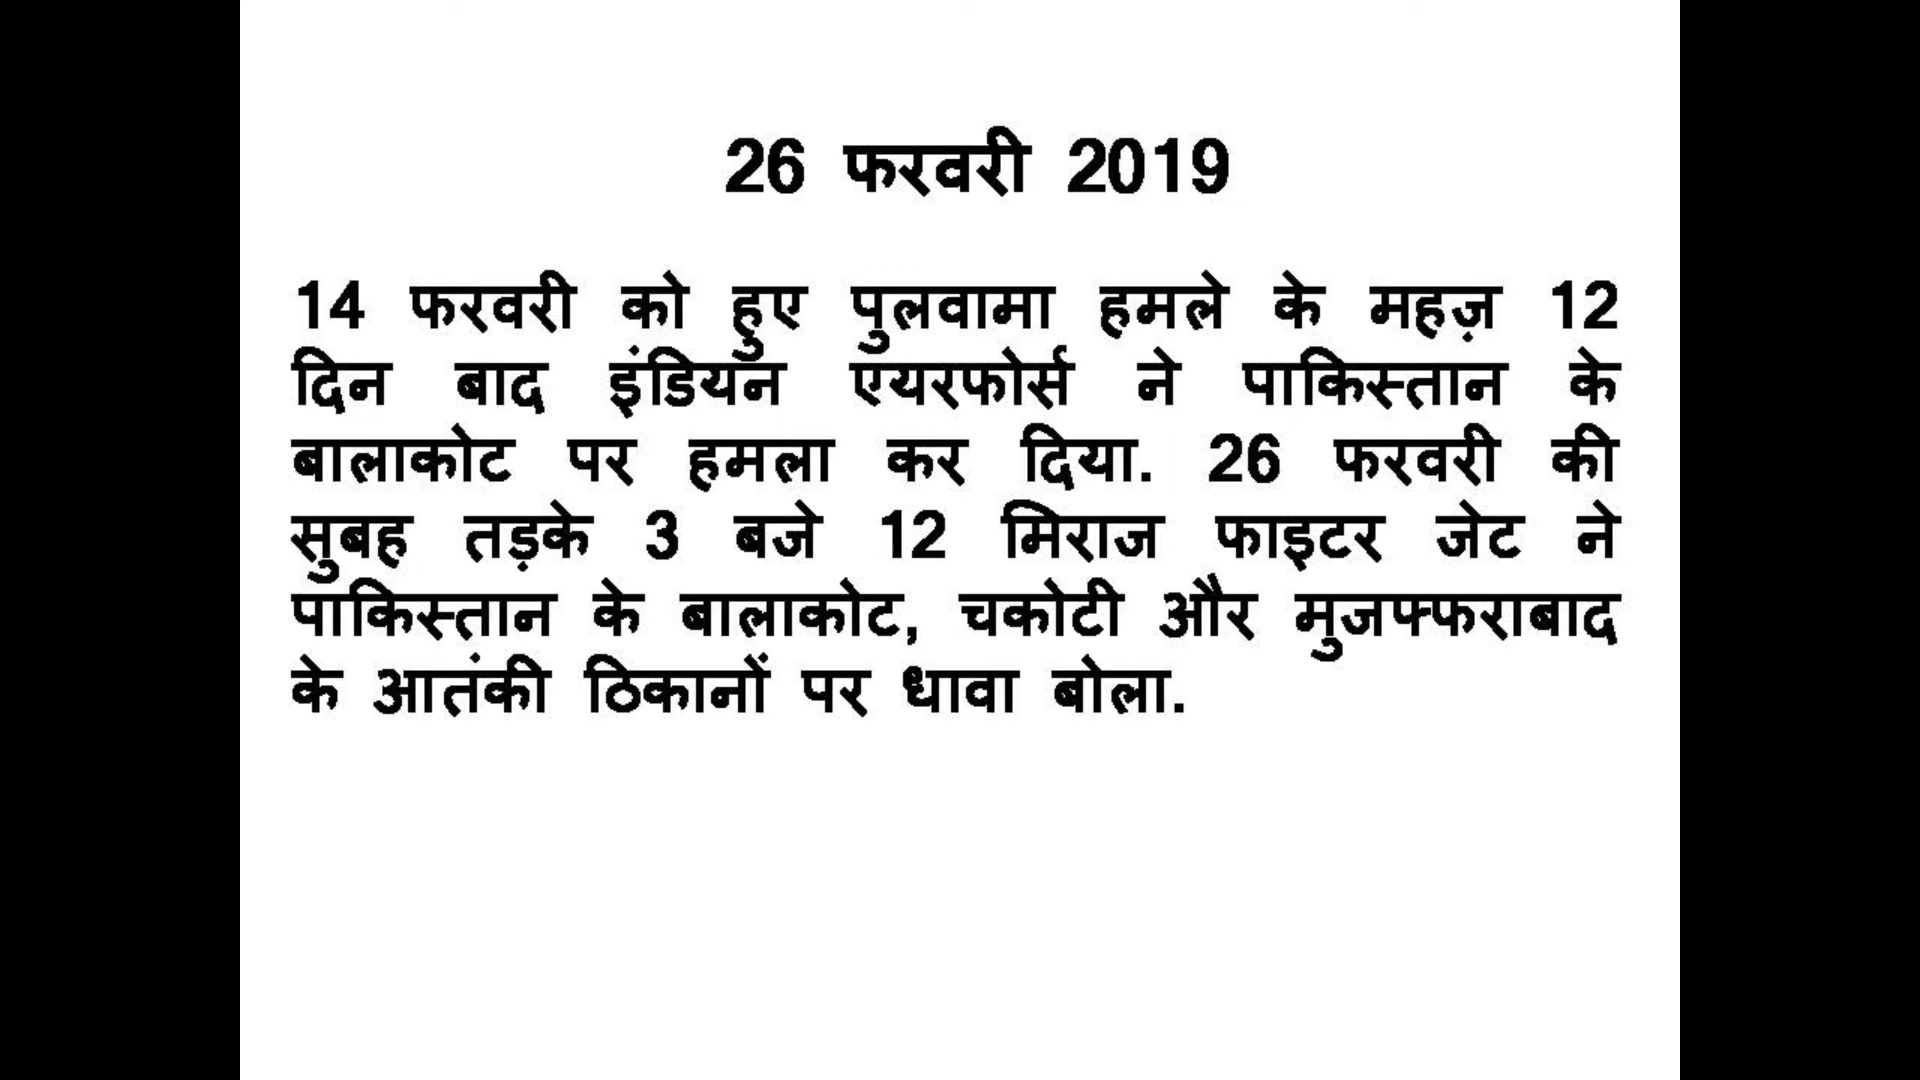 26 फरवरी 2019
14 फरवरी को हुए पुलवामा हमले के महज़ 12
दिन बाद इंडियन एयरफोर्स ने पाकिस्तान के
बालाकोट पर हमला कर दिया. 26 फरवरी की
सुबह तड़के 3 बजे 12 मिराज फाइटर जेट ने
पाकिस्तान के बालाकोट, चकोटी और मुजफ्फराबाद
के आतंकी ठिकानों पर धावा बोला.